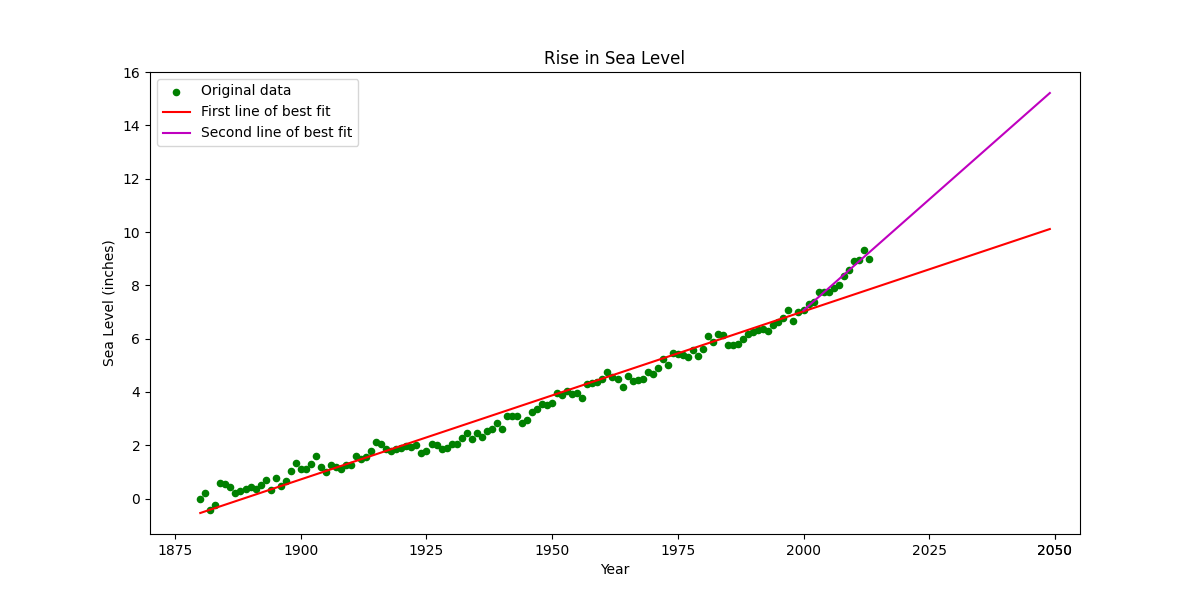 Rise in Sea Level
Original data
First line of best fit
Second line of best fit
16
14
12
10
8
6
4
2
0
Sea Level (inches)
1875
1900
1925
1950
1975
2000
2025
2050
Year